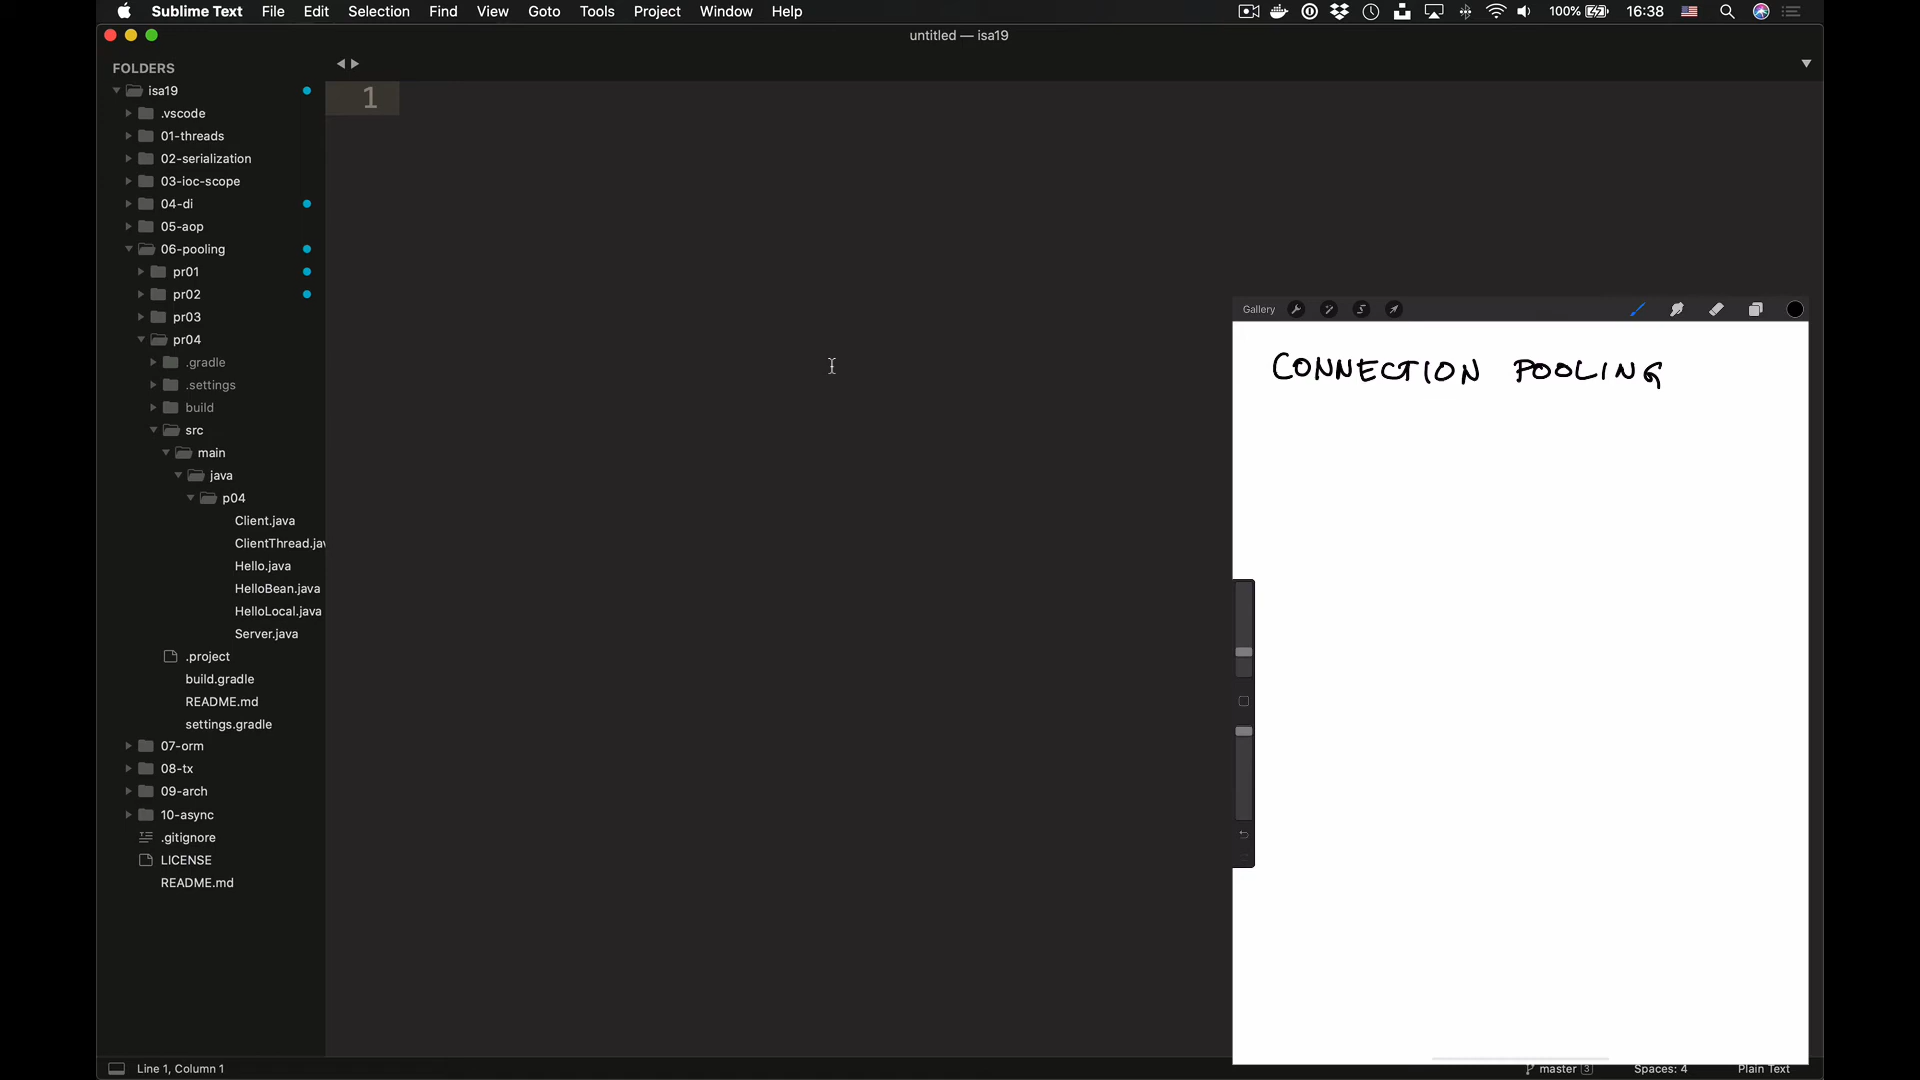 Sublime Text File Edit Selection Find View Goto Tools Project Window Help 100% 16:38
untitled — isa19
FOLDERS
isa19
.vscode
01-threads
02-serialization
03-ioc-scope
04-di
05-aop
06-pooling
pr01
pr02
pr03
pr04
.gradle
.settings
build
src
main
java
p04
Client.java
ClientThread.jav
Hello.java
HelloBean.java
HelloLocal.java
Server.java
.project
build.gradle
README.md
settings.gradle
07-orm
08-tx
09-arch
10-async
.gitignore
LICENSE
README.md
1
Gallery
CONNECTION POOLING
Line 1, Column 1
master 3 Spaces: 4 Plain Text